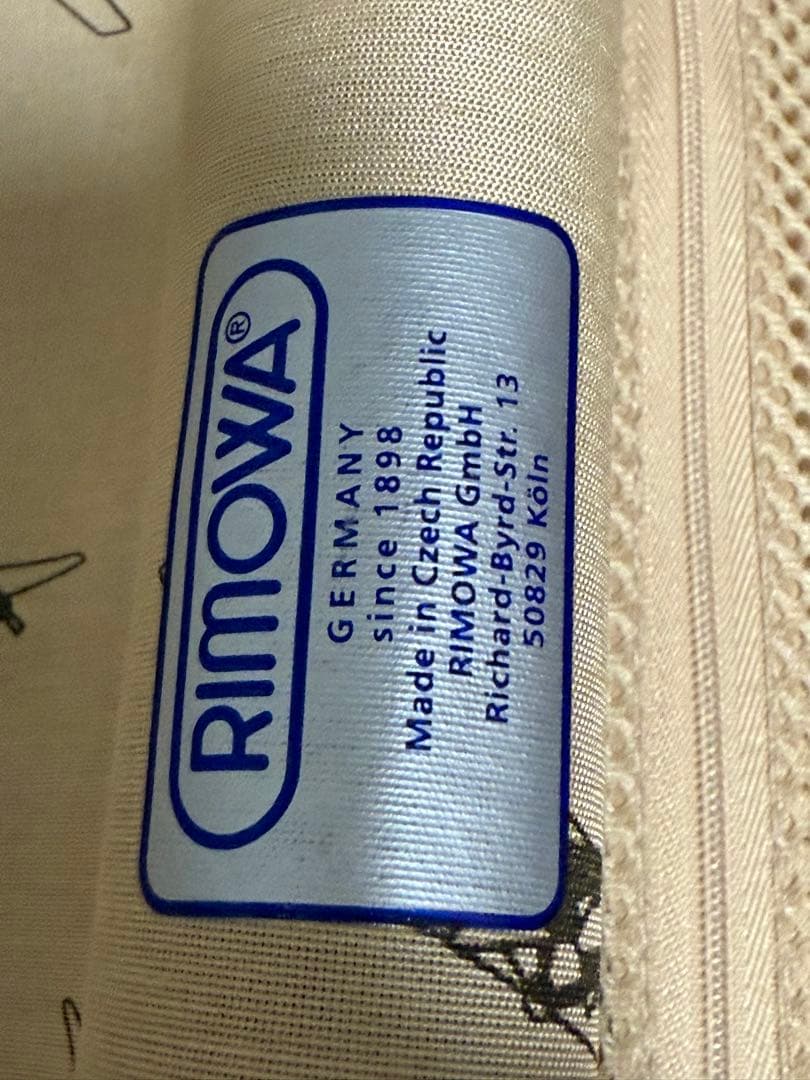 RIMOWA®
GERMANY
since 1898
Made in Czech Republic
RIMOWA GmbH
Richard-Byrd-Str. 13
50829 Köln